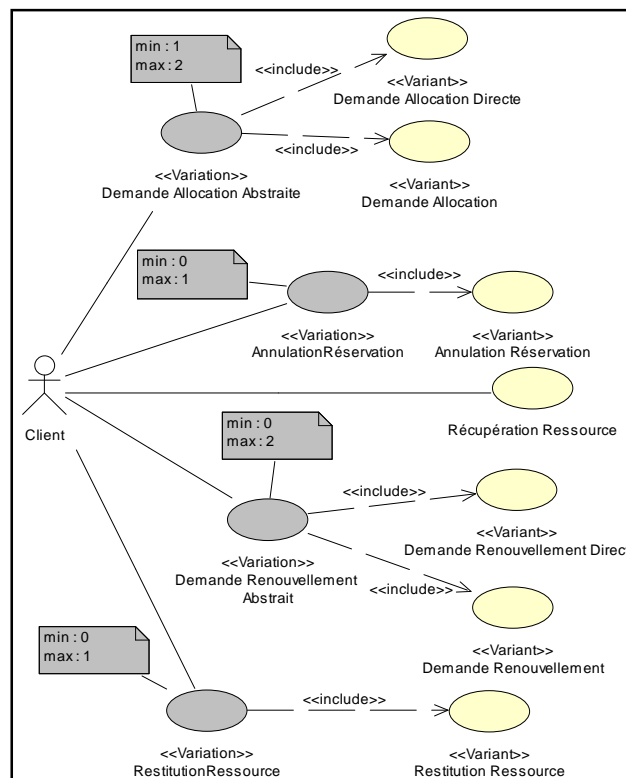 min : 1
max : 2
<<include>>
<<Variant>>
Demande Allocation Directe
<<include>>
<<Variation>>
Demande Allocation Abstraite
<<Variant>>
Demande Allocation
min : 0
max : 1
<<include>>
<<Variation>>
AnnulationRéservation
<<Variant>>
Annulation Réservation
Client
Récupération Ressource
min : 0
max : 2
<<include>>
<<Variant>>
Demande Renouvellement Direct
<<Variation>>
Demande Renouvellement
Abstrait
<<include>>
<<Variant>>
Demande Renouvellement
min : 0
max : 1
<<include>>
<<Variation>>
RestitutionRessource
<<Variant>>
Restitution Ressource